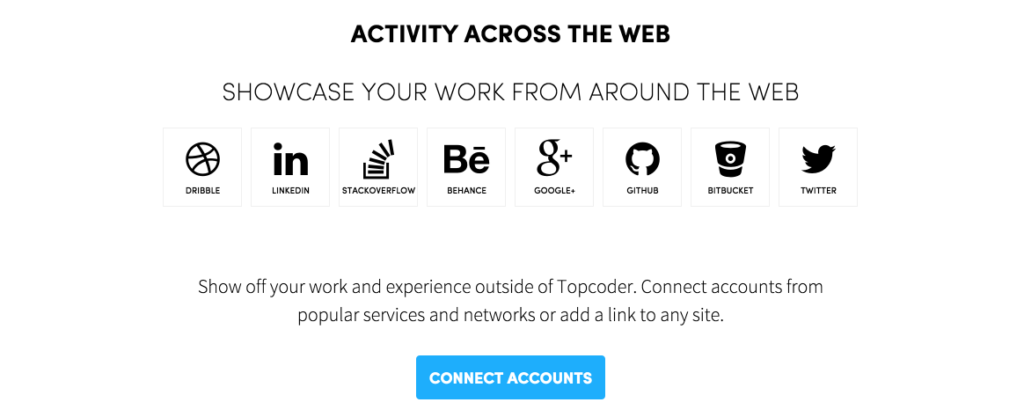 ACTIVITY ACROSS THE WEB
SHOWCASE YOUR WORK FROM AROUND THE WEB
in Bē g+
DRIBBLE LINKEDIN STACKOVERFLOW BEHANCE GOOGLE+ GITHUB BITBUCKET TWITTER
Show off your work and experience outside of Topcoder. Connect accounts from
popular services and networks or add a link to any site.
CONNECT ACCOUNTS